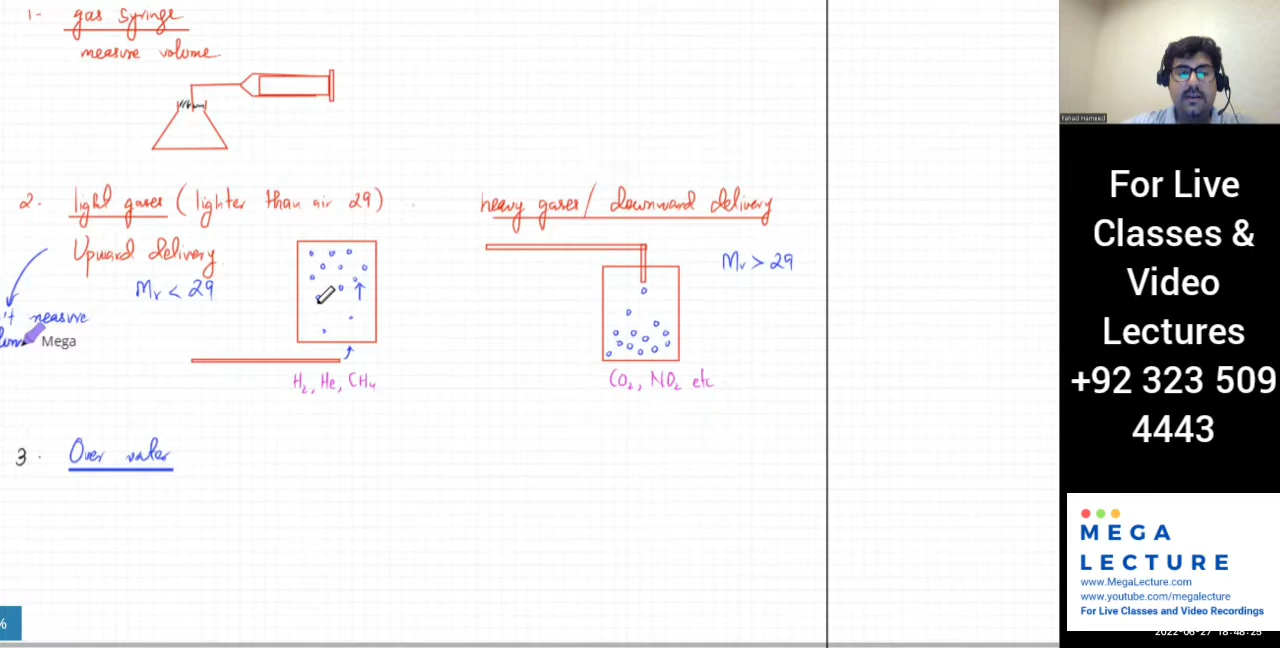 1- gas syringe
measure volume
2. light gases (lighter than air 29)
Upward delivery
Mr < 29
't measure
Mega
H2, He, CH4
heavy gases / downward delivery
Mr > 29
CO2, NO2 etc
3. Over water
%
Fahad Hameed
For Live
Classes &
Video
Lectures
+92 323 509
4443
MEGA
LECTURE
www.MegaLecture.com
www.youtube.com/megalecture
For Live Classes and Video Recordings
2022-06-27 18:48:25